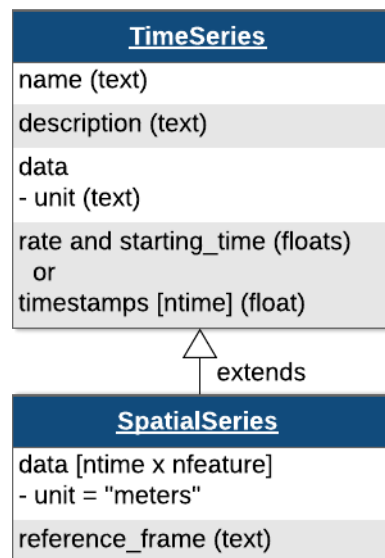 TimeSeries
name (text)
description (text)
data
- unit (text)
rate and starting_time (floats)
or
timestamps [ntime] (float)
extends
SpatialSeries
data [ntime x nfeature]
- unit = "meters"
reference_frame (text)